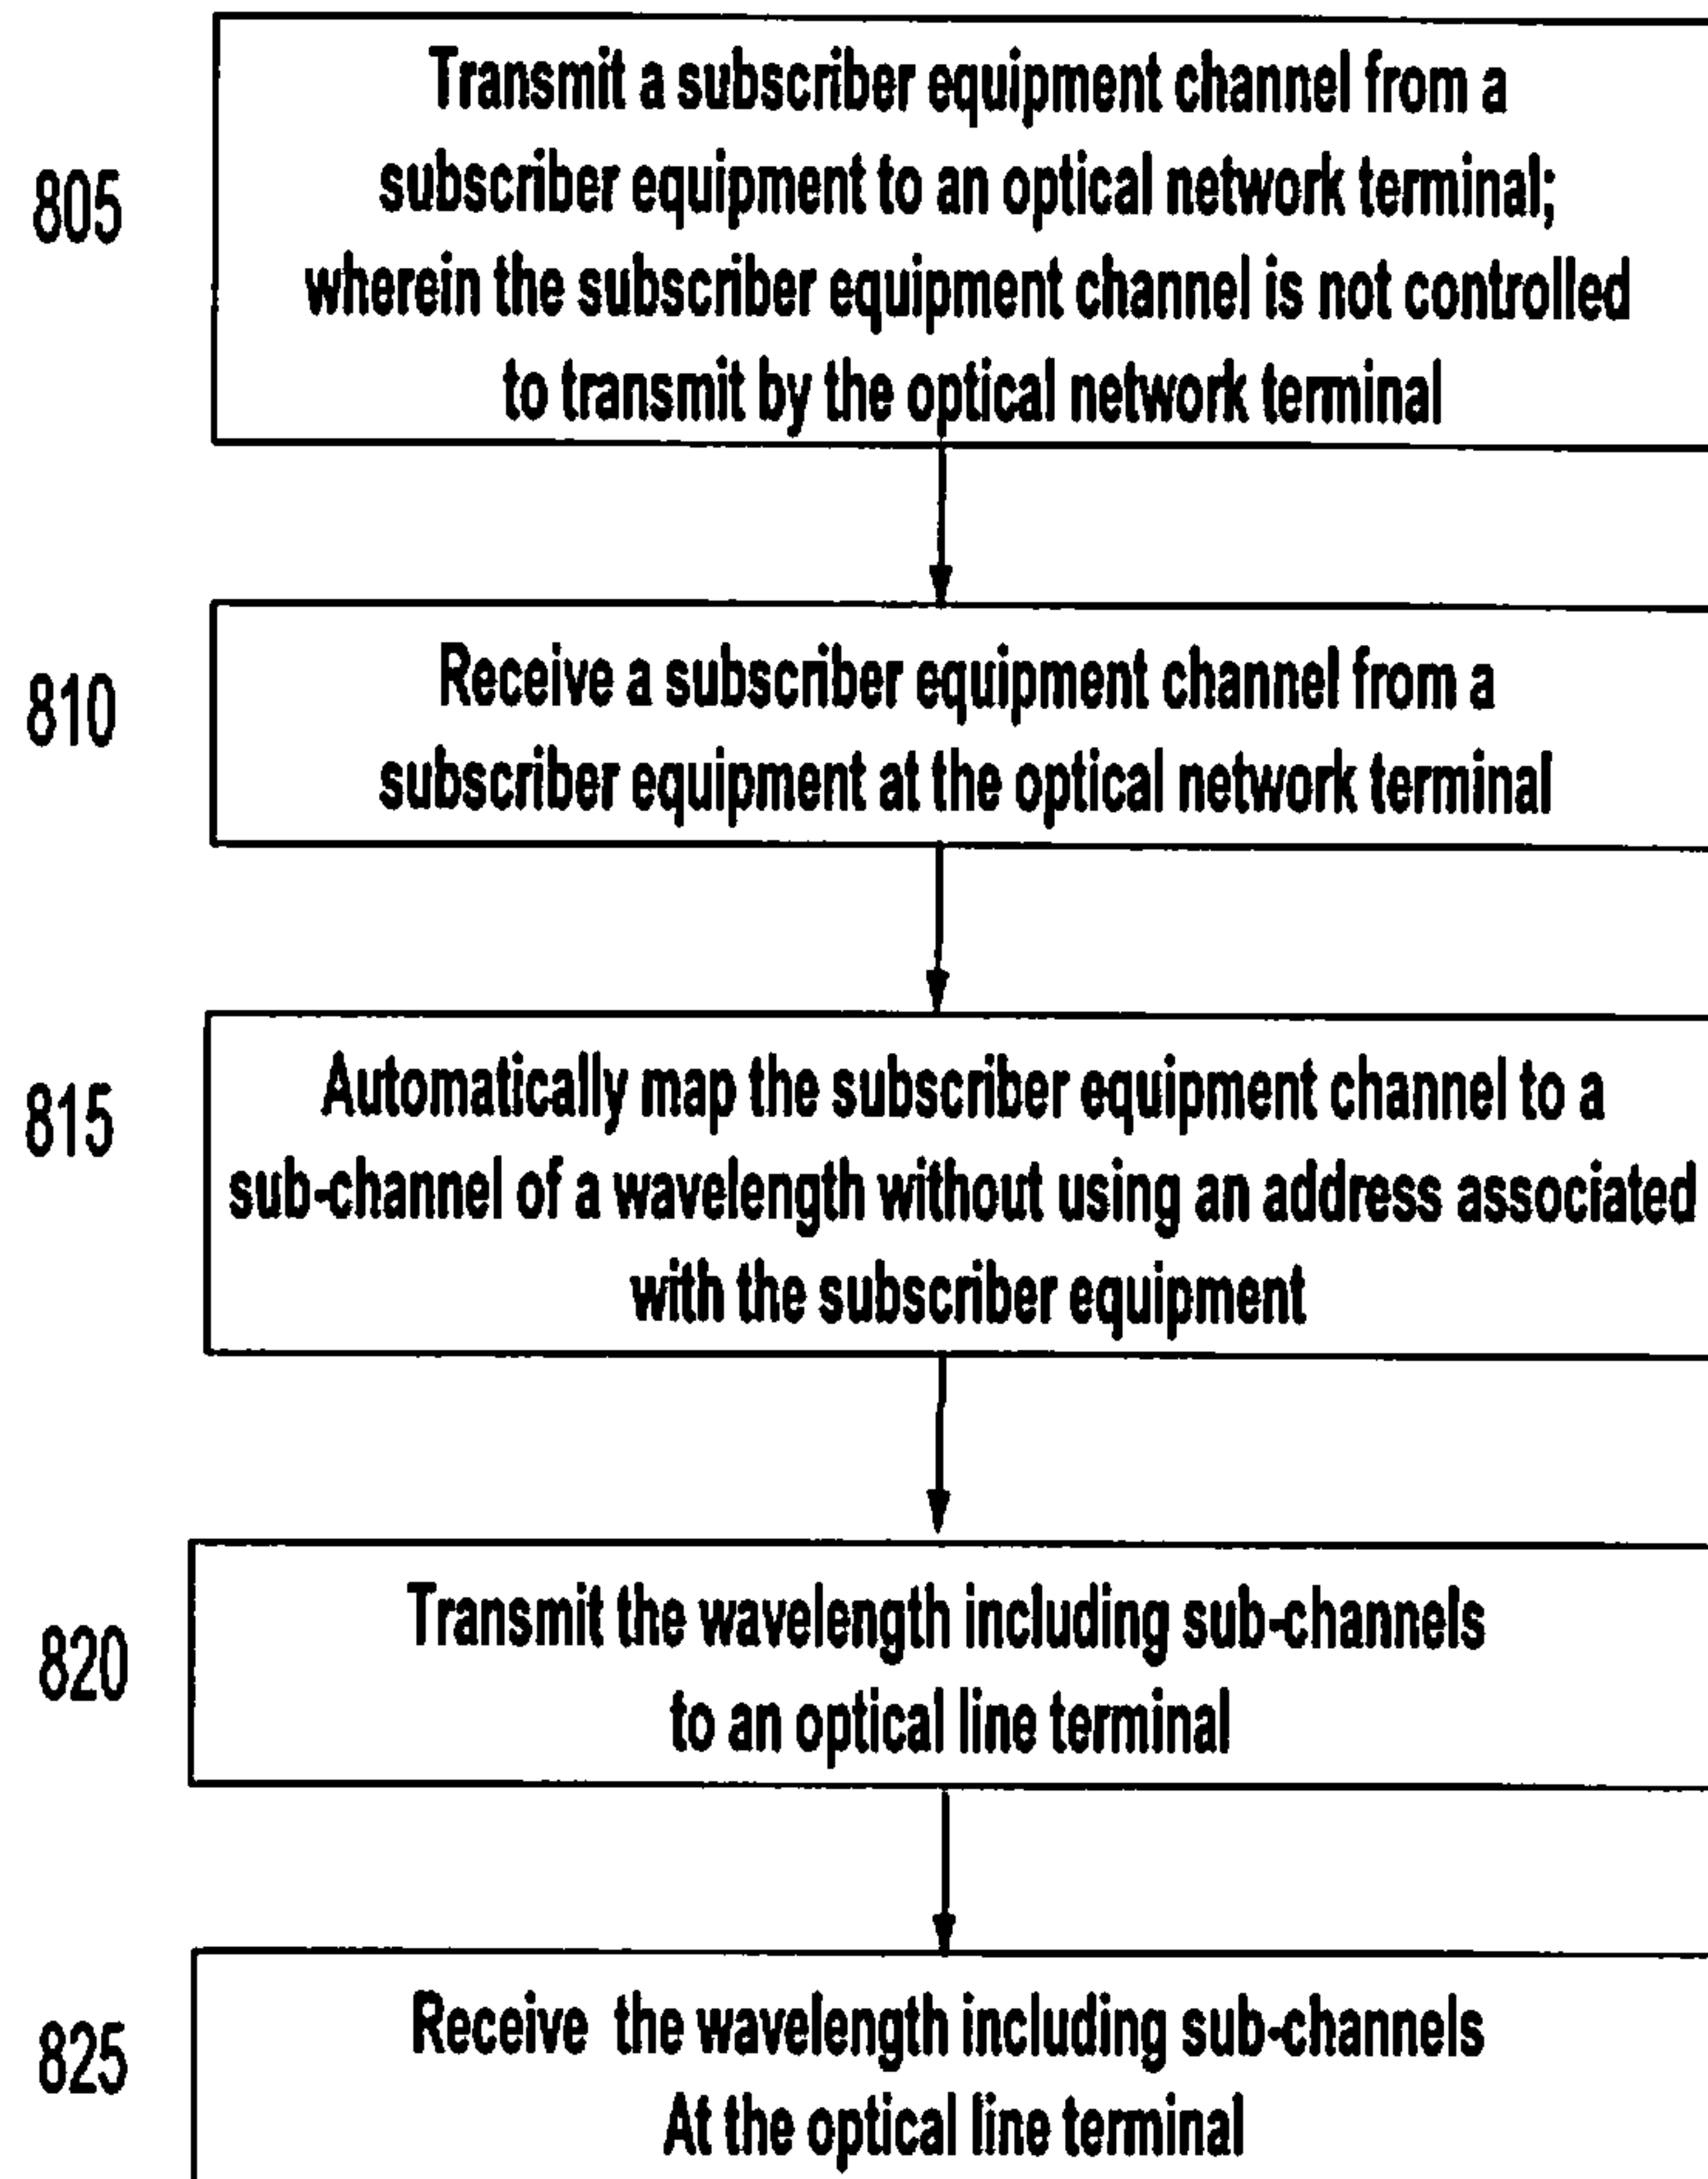 Transmit a subscriber equipment channel from a
805
subscriber equipment to an optical network terminal;
wherein the subscriber equipment channel is not controlled
to transmit by the optical network terminal
Receive a subscriber equipment channel from a
810
subscriber equipment at the optical network terminal
Automatically map the subscriber equipment channel to a
815
sub-channel of a wavelength without using an address associated
with the subscriber equipment
Transmit the wavelength including sub-channels
820
to an optical line terminal
Receive the wavelength including sub-channels
825
At the optical line terminal